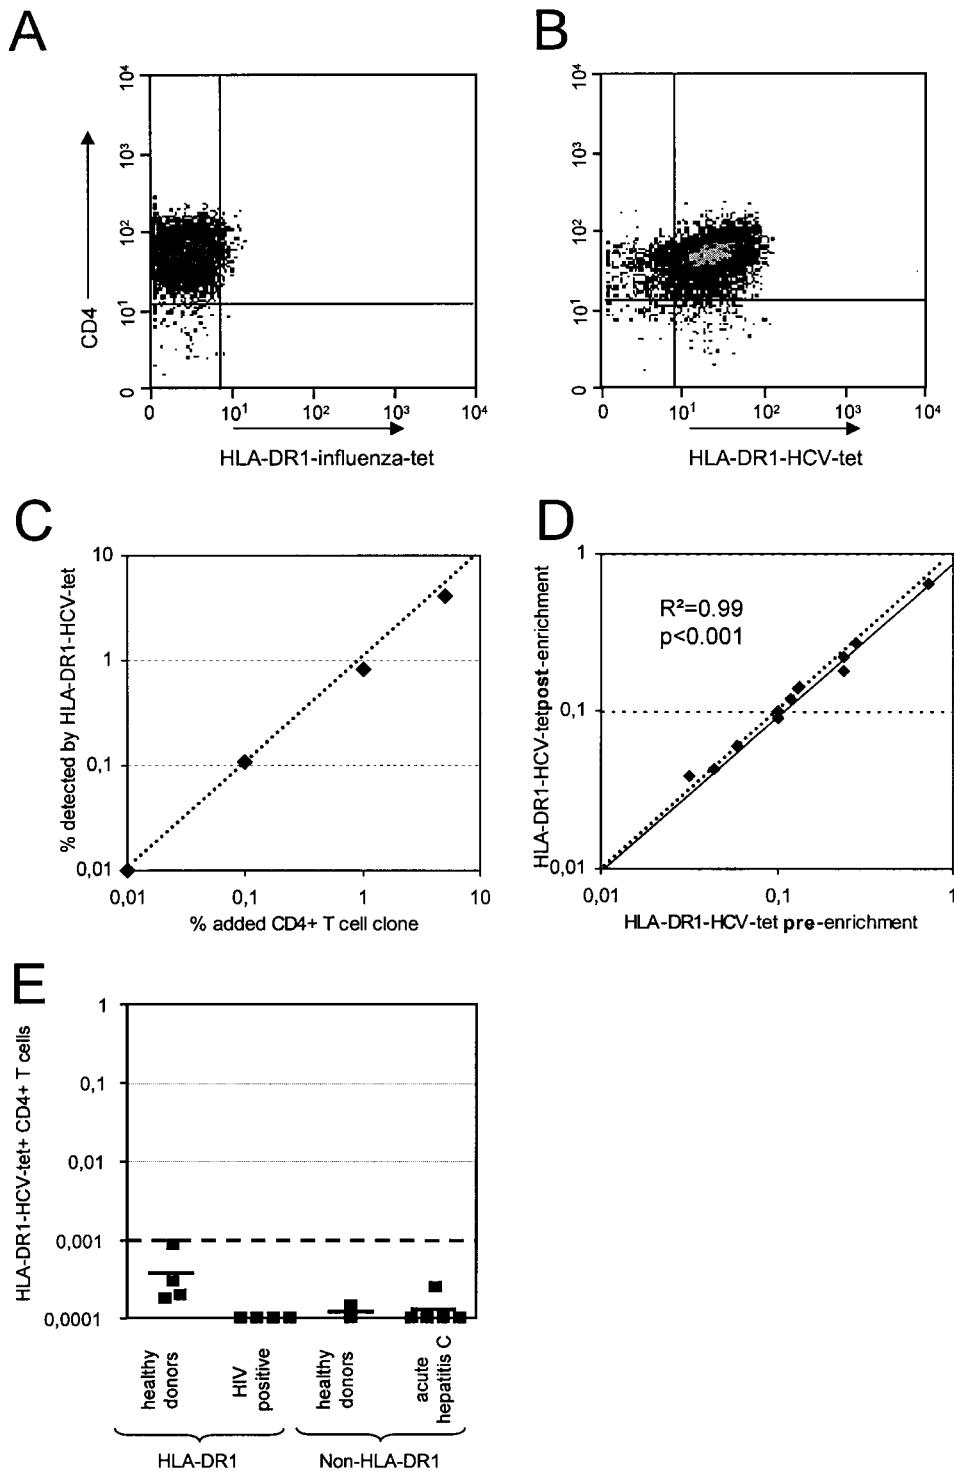 A
B
10⁴
10³
10²
10¹
0
CD4
0
10¹
10²
10³
10⁴
HLA-DR1-influenza-tet
10⁴
10³
10²
10¹
0
0
10¹
10²
10³
10⁴
HLA-DR1-HCV-tet
C
D
% detected by HLA-DR1-HCV-tet
10
1
0,1
0,01
0,01
0,1
1
10
% added CD4+ T cell clone
HLA-DR1-HCV-tetpost-enrichment
1
0,1
0,01
R²=0.99
p<0.001
0,01
0,1
1
HLA-DR1-HCV-tet pre-enrichment
E
HLA-DR1-HCV-tet+ CD4+ T cells
1
0,1
0,01
0,001
0,0001
healthy
donors
HIV
positive
healthy
donors
acute
hepatitis C
HLA-DR1
Non-HLA-DR1